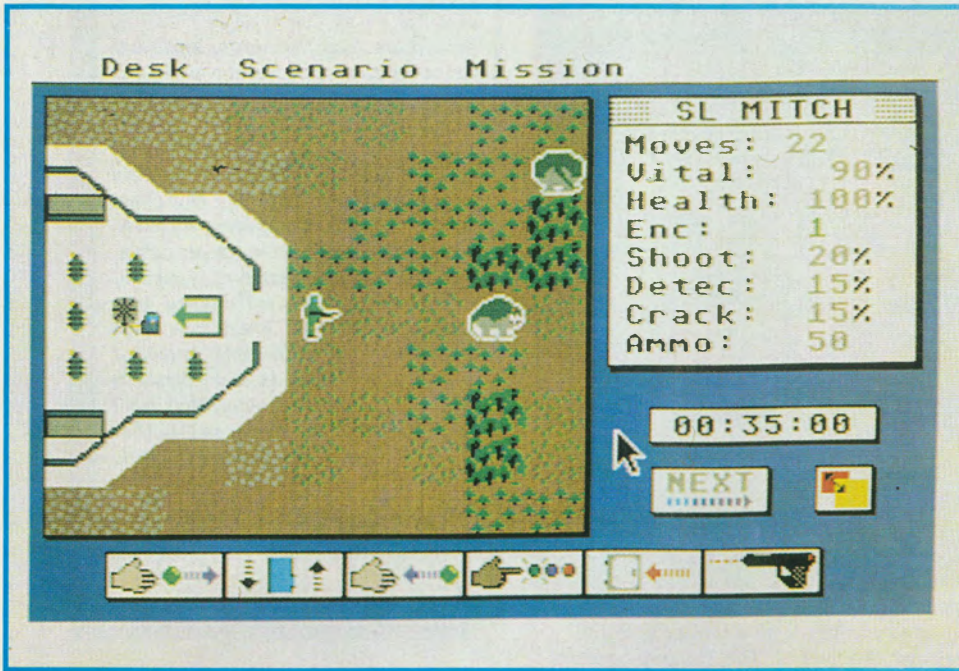 Desk Scenario Mission
SL MITCH
Moves: 22
Vital: 90%
Health: 100%
Enc: 1
Shoot: 20%
Detec: 15%
Crack: 15%
Ammo: 50
00:35:00
NEXT